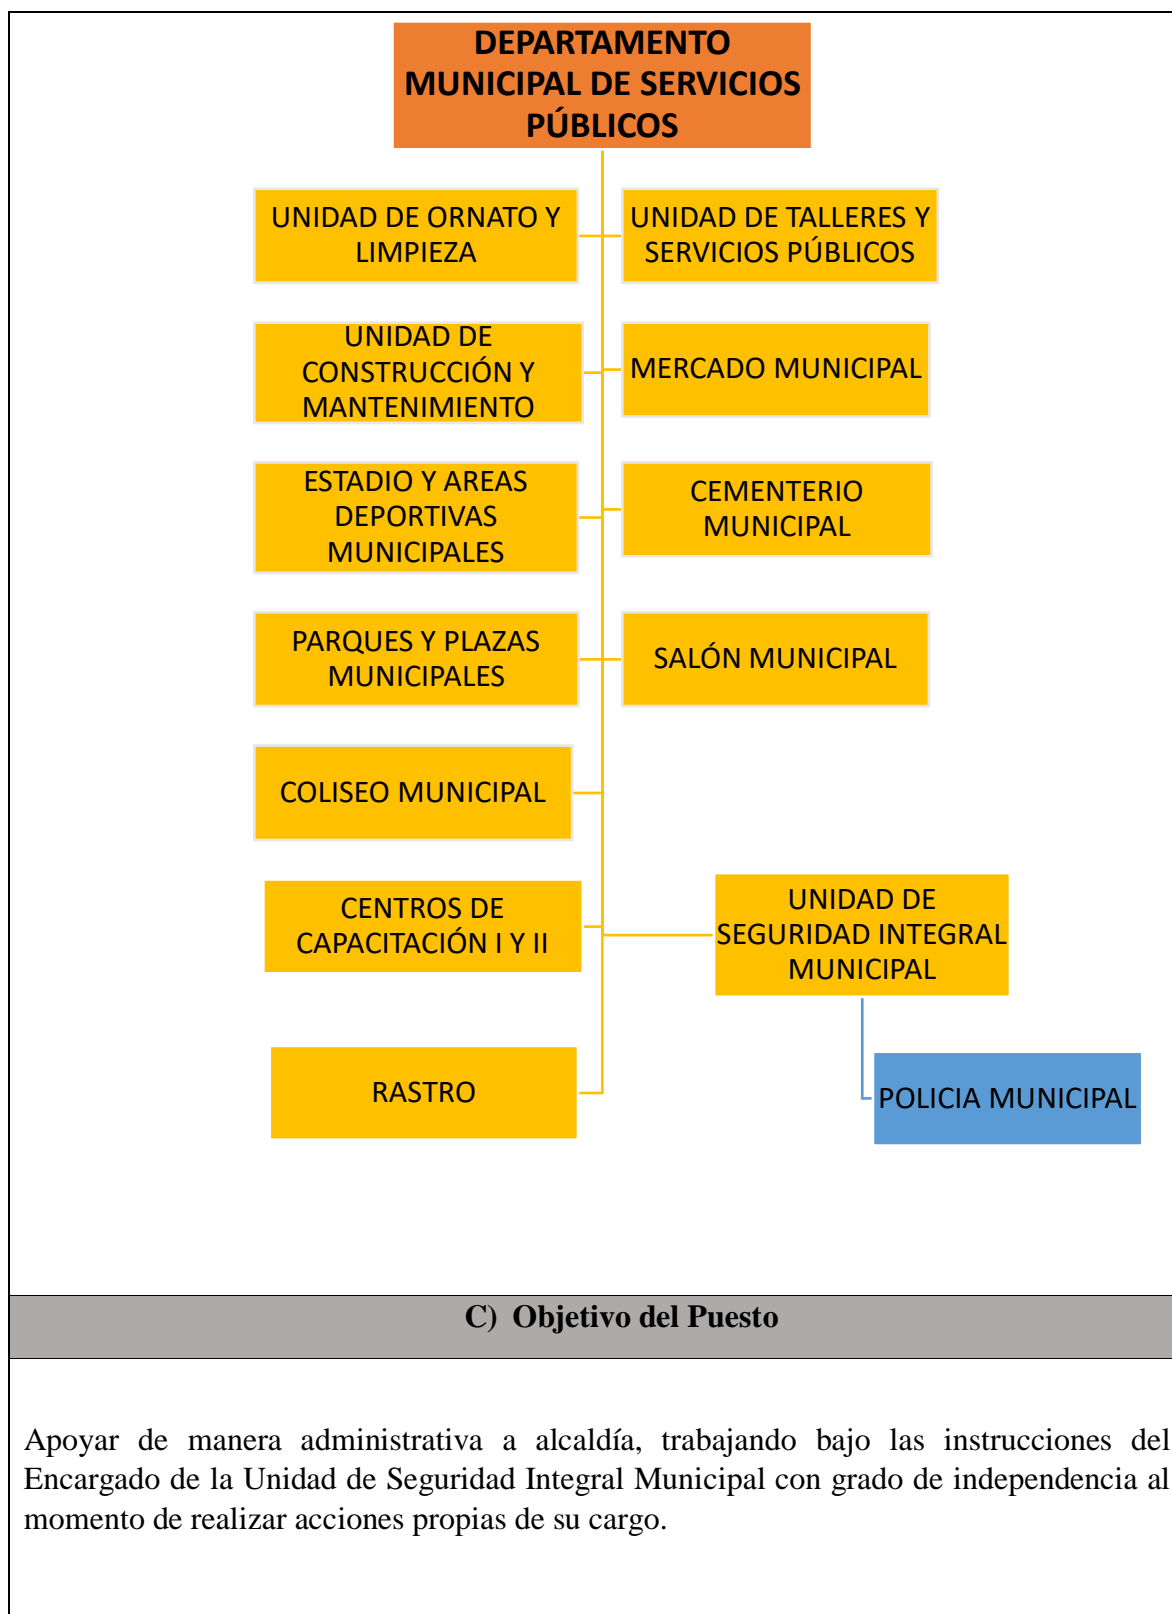 DEPARTAMENTO
MUNICIPAL DE SERVICIOS
PÚBLICOS
UNIDAD DE ORNATO Y
LIMPIEZA
UNIDAD DE TALLERES Y
SERVICIOS PÚBLICOS
UNIDAD DE
CONSTRUCCIÓN Y
MANTENIMIENTO
MERCADO MUNICIPAL
ESTADIO Y AREAS
DEPORTIVAS
MUNICIPALES
CEMENTERIO
MUNICIPAL
PARQUES Y PLAZAS
MUNICIPALES
SALÓN MUNICIPAL
COLISEO MUNICIPAL
CENTROS DE
CAPACITACIÓN I Y II
UNIDAD DE
SEGURIDAD INTEGRAL
MUNICIPAL
RASTRO
POLICIA MUNICIPAL
C) Objetivo del Puesto
Apoyar de manera administrativa a alcaldía, trabajando bajo las instrucciones del
Encargado de la Unidad de Seguridad Integral Municipal con grado de independencia al
momento de realizar acciones propias de su cargo.